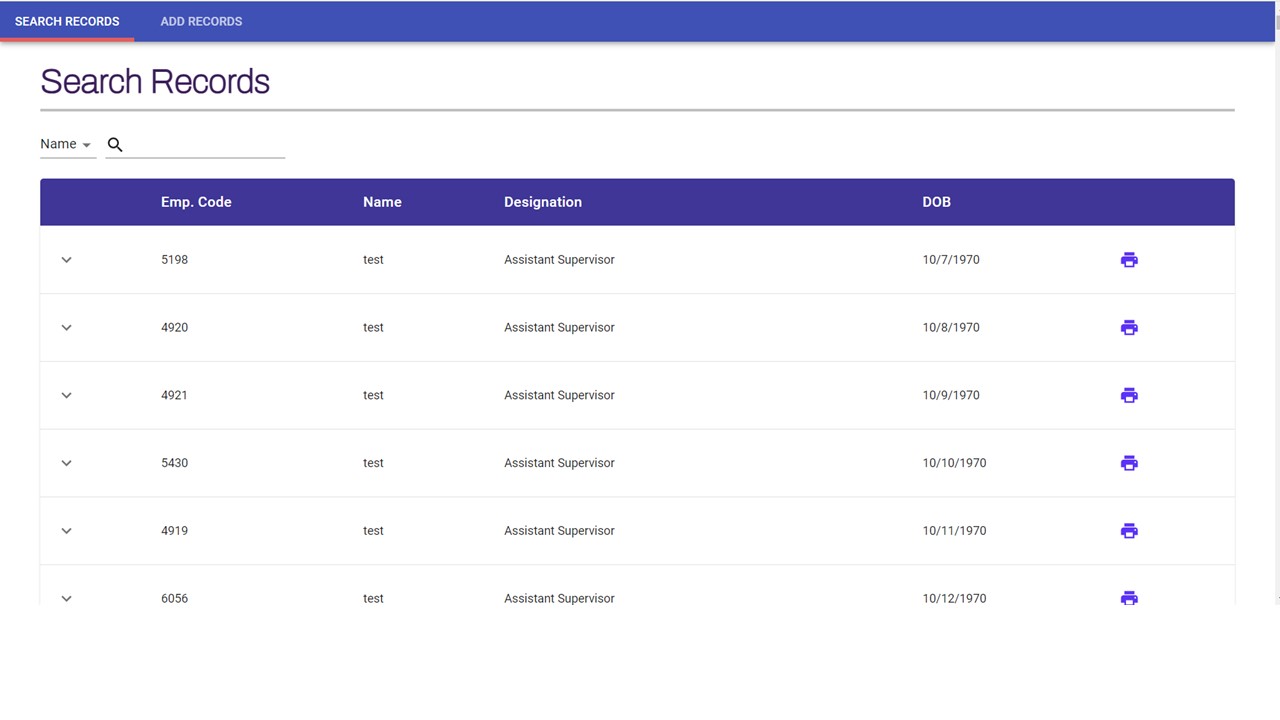 SEARCH RECORDS ADD RECORDS
Search Records
Name
Emp. Code Name Designation DOB
5198 test Assistant Supervisor 10/7/1970
4920 test Assistant Supervisor 10/8/1970
4921 test Assistant Supervisor 10/9/1970
5430 test Assistant Supervisor 10/10/1970
4919 test Assistant Supervisor 10/11/1970
6056 test Assistant Supervisor 10/12/1970